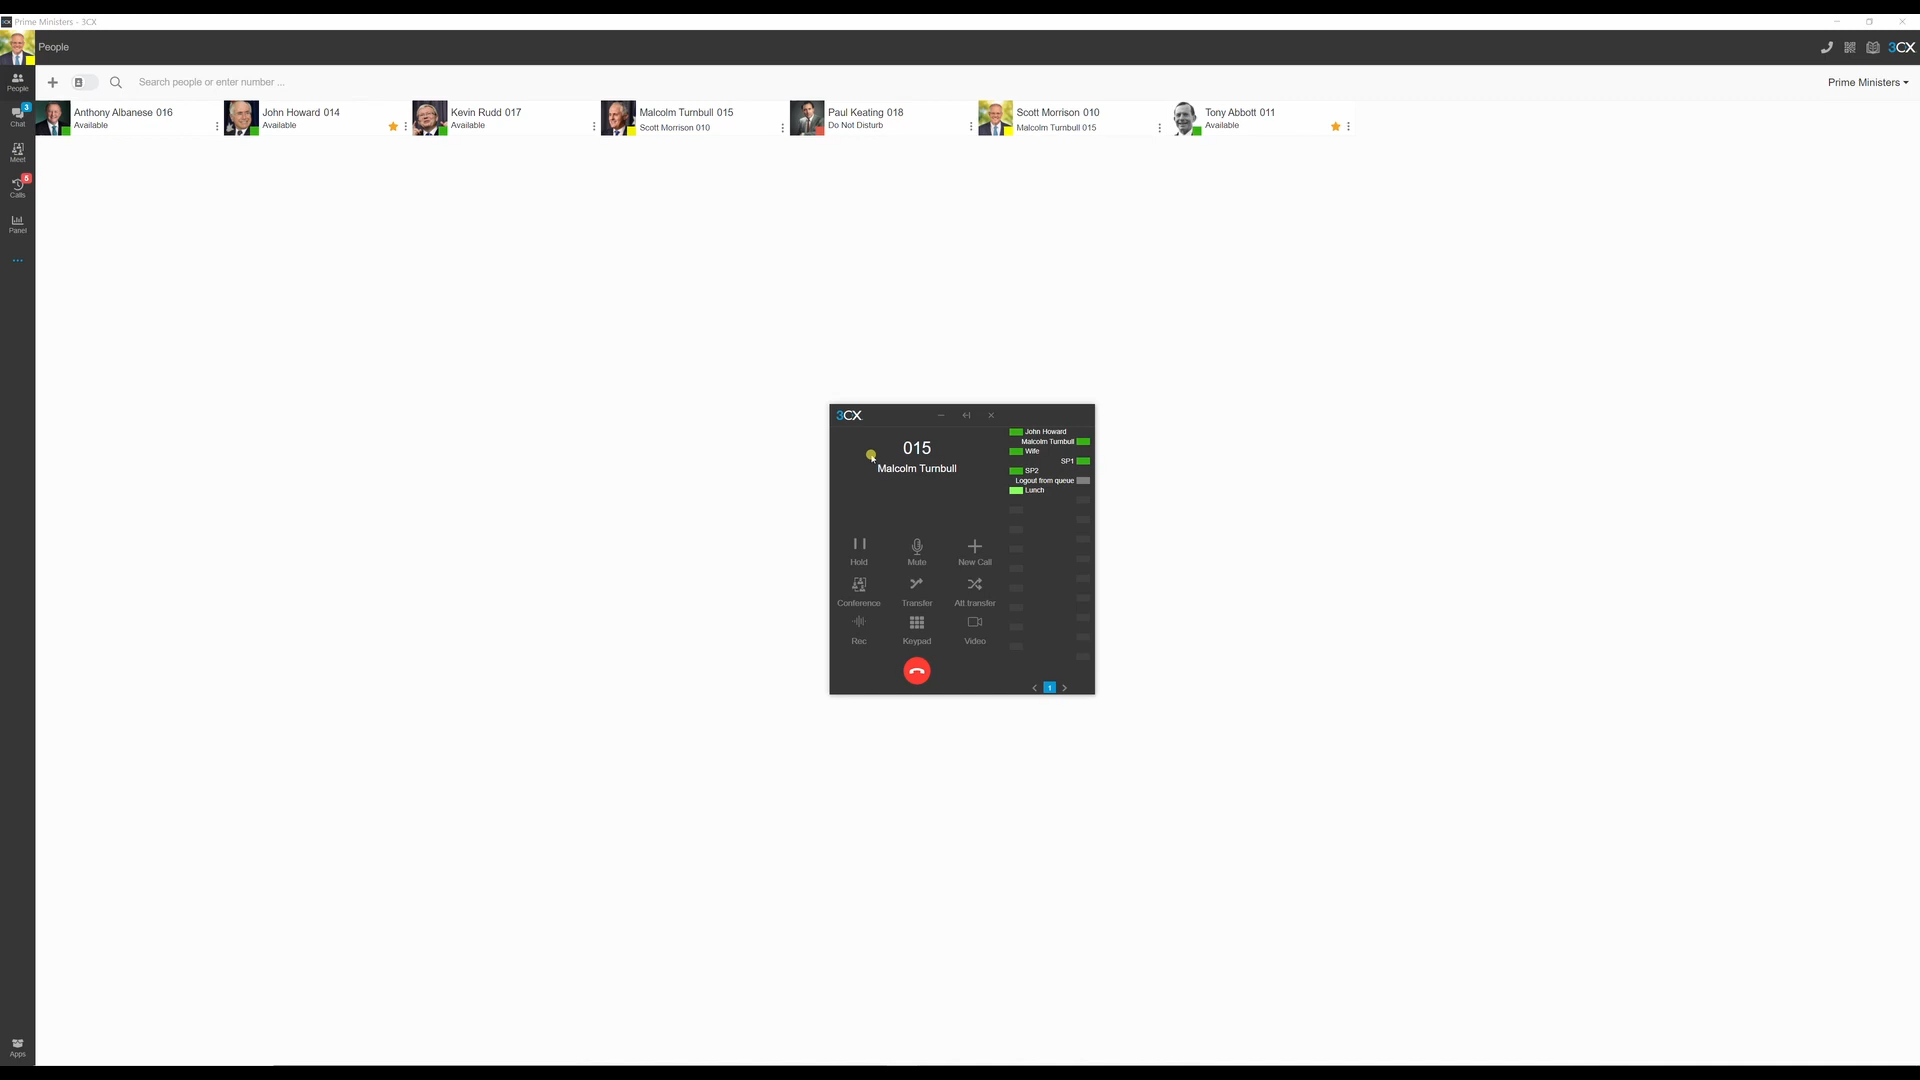 Prime Ministers - 3CX
People
3CX
People
Search people or enter number ...
Prime Ministers
3
Chat
Meet
5
Calls
Panel
...
Apps
Anthony Albanese 016
Available
John Howard 014
Available
Kevin Rudd 017
Available
Malcolm Turnbull 015
Scott Morrison 010
Paul Keating 018
Do Not Disturb
Scott Morrison 010
Malcolm Turnbull 015
Tony Abbott 011
Available
3CX
015
Malcolm Turnbull
Hold
Mute
New Call
Conference
Transfer
Att transfer
Rec
Keypad
Video
John Howard
Malcolm Turnbull
Wife
SP1
SP2
Logout from queue
Lunch
1